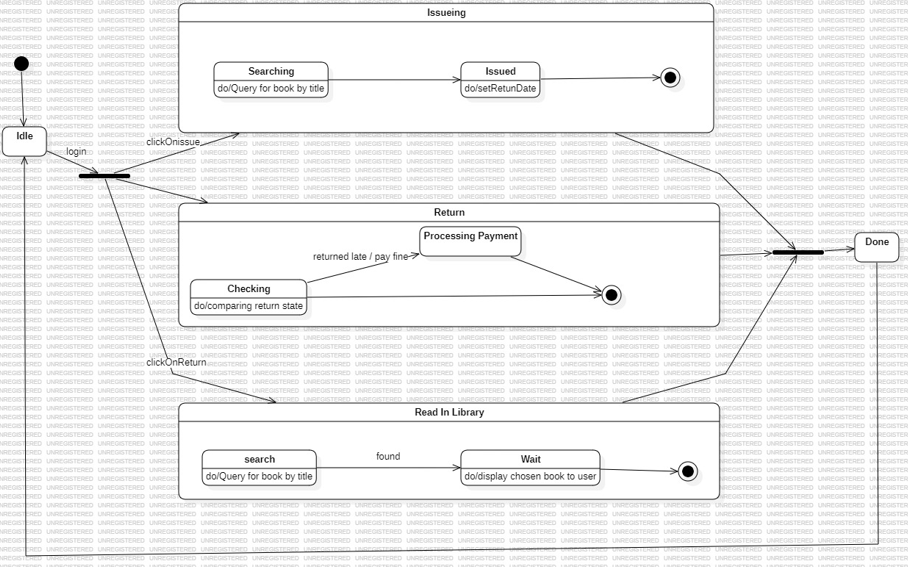 Issueing
Searching
do/Query for book by title
Issued
do/setRetunDate
Idle
login
clickOnissue
Return
Processing Payment
returned late / pay fine
Checking
do/comparing return state
Done
clickOnReturn
Read In Library
search
do/Query for book by title
found
Wait
do/display chosen book to user
UNREGISTERED